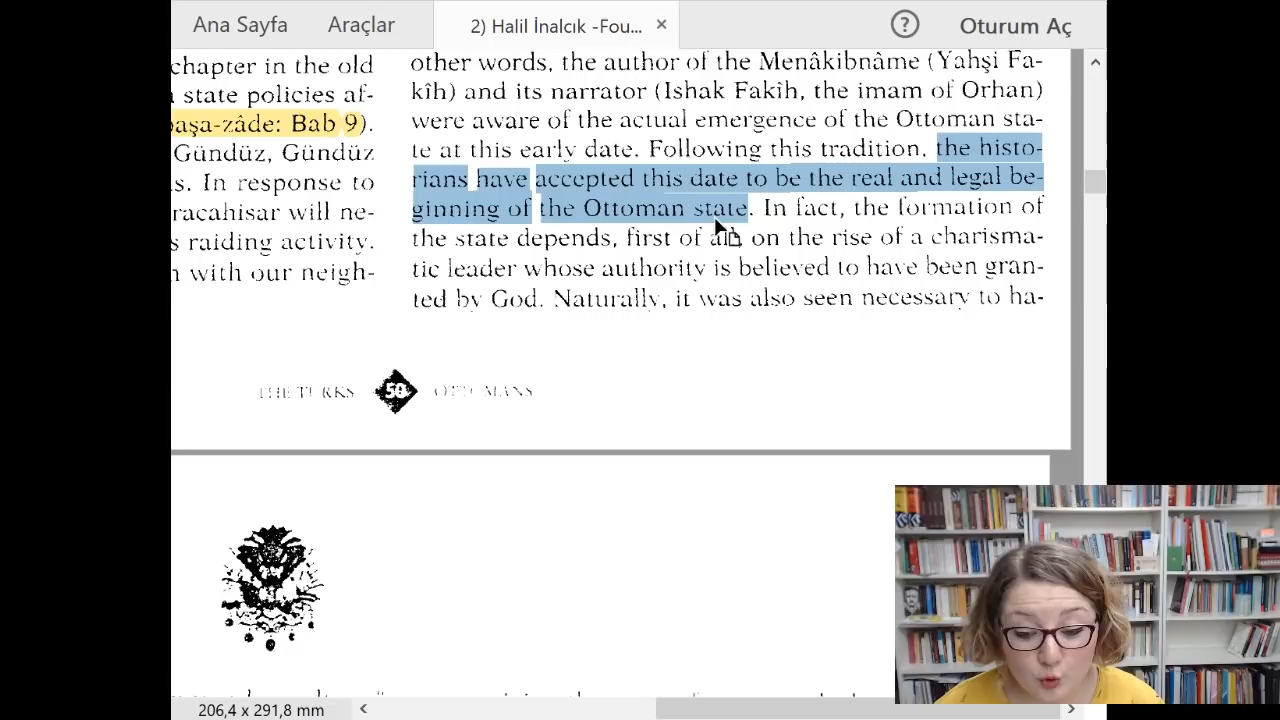 Ana Sayfa
Araçlar
2) Halil İnalcık -Fou...
Oturum Aç
chapter in the old
state policies af-
paşa-zâde: Bab 9).
Gündüz, Gündüz
s. In response to
racahisar will ne-
s raiding activity.
n with our neigh-
other words, the author of the Menâkibnâme (Yahşi Fa-
kîh) and its narrator (Ishak Fakîh, the imam of Orhan)
were aware of the actual emergence of the Ottoman sta-
te at this early date. Following this tradition, the histo-
rians have accepted this date to be the real and legal be-
ginning of the Ottoman state. In fact, the formation of
the state depends, first of all, on the rise of a charisma-
tic leader whose authority is believed to have been gran-
ted by God. Naturally, it was also seen necessary to ha-
THE TURKS 50 OTTOMANS
206,4 x 291,8 mm